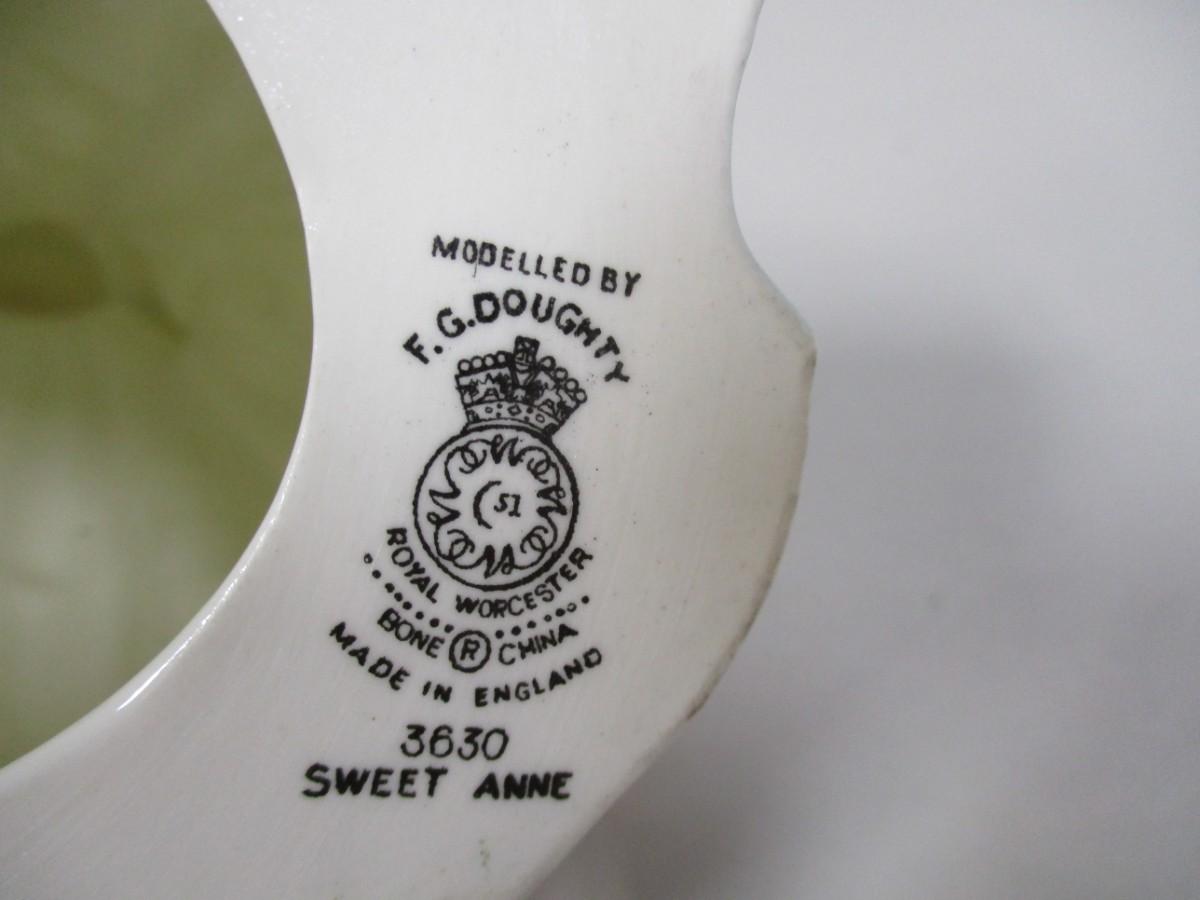 MODELLED BY
F. G. DOUGHTY
51
ROYAL WORCESTER
BONE ® CHINA
MADE IN ENGLAND
3630
SWEET ANNE